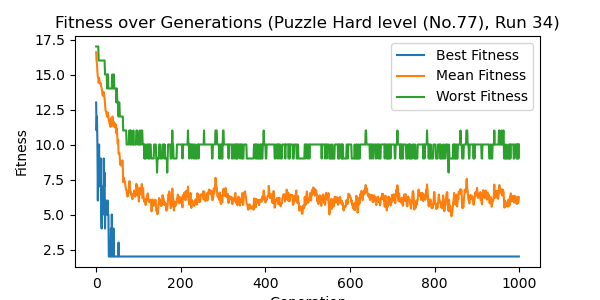 Fitness over Generations (Puzzle Hard level (No.77), Run 34)
17.5
15.0
12.5
10.0
7.5
5.0
2.5
Fitness
Best Fitness
Mean Fitness
Worst Fitness
0 200 400 600 800 1000
Generation